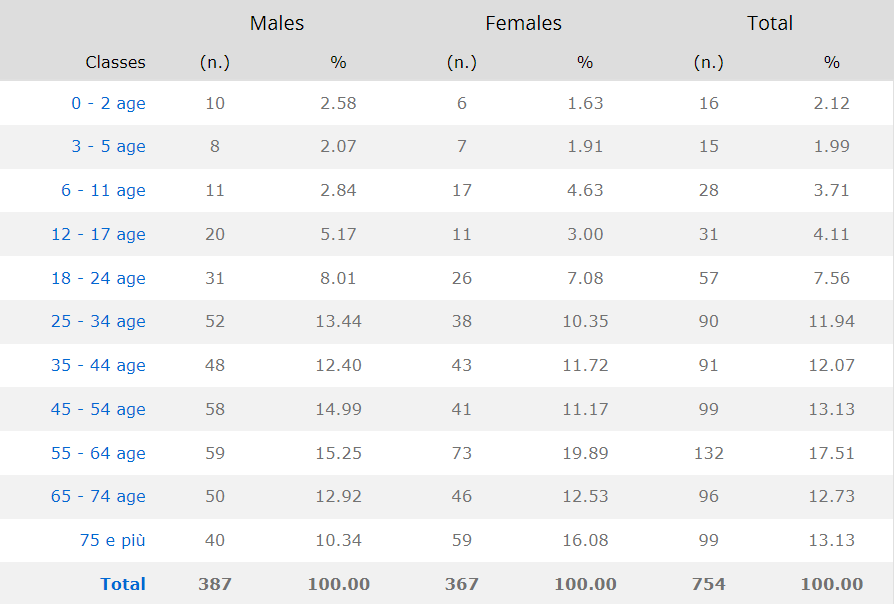 Males Females Total
Classes (n.) % (n.) % (n.) %
0 - 2 age 10 2.58 6 1.63 16 2.12
3 - 5 age 8 2.07 7 1.91 15 1.99
6 - 11 age 11 2.84 17 4.63 28 3.71
12 - 17 age 20 5.17 11 3.00 31 4.11
18 - 24 age 31 8.01 26 7.08 57 7.56
25 - 34 age 52 13.44 38 10.35 90 11.94
35 - 44 age 48 12.40 43 11.72 91 12.07
45 - 54 age 58 14.99 41 11.17 99 13.13
55 - 64 age 59 15.25 73 19.89 132 17.51
65 - 74 age 50 12.92 46 12.53 96 12.73
75 e più 40 10.34 59 16.08 99 13.13
Total 387 100.00 367 100.00 754 100.00